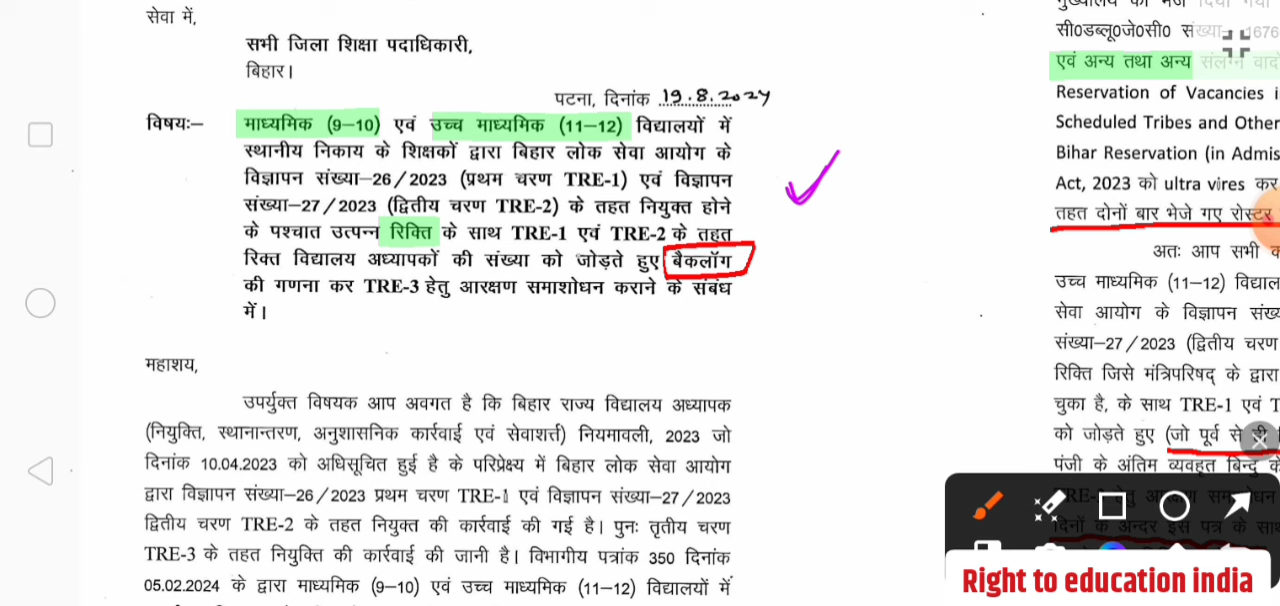 सेवा में,
सभी जिला शिक्षा पदाधिकारी,
बिहार।
पटना, दिनांक 19.8.2024
विषयः– माध्यमिक (9–10) एवं उच्च माध्यमिक (11–12) विद्यालयों में
स्थानीय निकाय के शिक्षकों द्वारा बिहार लोक सेवा आयोग के
विज्ञापन संख्या–26/2023 (प्रथम चरण TRE-1) एवं विज्ञापन
संख्या–27/2023 (द्वितीय चरण TRE-2) के तहत नियुक्त होने
के पश्चात उत्पन्न रिक्ति के साथ TRE-1 एवं TRE-2 के तहत
रिक्त विद्यालय अध्यापकों की संख्या को जोड़ते हुए बैकलॉग
की गणना कर TRE-3 हेतु आरक्षण समाशोधन कराने के संबंध
में।
महाशय,
उपर्युक्त विषयक आप अवगत है कि बिहार राज्य विद्यालय अध्यापक
(नियुक्ति, स्थानान्तरण, अनुशासनिक कार्रवाई एवं सेवाशर्त्त) नियमावली, 2023 जो
दिनांक 10.04.2023 को अधिसूचित हुई है के परिप्रेक्ष्य में बिहार लोक सेवा आयोग
द्वारा विज्ञापन संख्या–26/2023 प्रथम चरण TRE-1 एवं विज्ञापन संख्या–27/2023
द्वितीय चरण TRE-2 के तहत नियुक्त की कार्रवाई की गई है। पुनः तृतीय चरण
TRE-3 के तहत नियुक्ति की कार्रवाई की जानी है। विभागीय पत्रांक 350 दिनांक
05.02.2024 के द्वारा माध्यमिक (9–10) एवं उच्च माध्यमिक (11–12) विद्यालयों में
सी0डब्लू0जे0सी0 संख्या– 1676
एवं अन्य तथा अन्य संलग्न
Reservation of Vacancies
Scheduled Tribes and Other
Bihar Reservation (in
Act, 2023 को ultra vires
तहत दोनों बार भेजे गए रोस्टर
अतः आप सभी
उच्च माध्यमिक (11–12)
सेवा आयोग के विज्ञापन
संख्या–27/2023 (द्वितीय चरण
रिक्ति जिसे मंत्रिपरिषद् के द्वारा
चुका है, के साथ TRE-1 एवं
को जोड़ते हुए (जो पूर्व से ही
पंजी के अंतिम व्यवहृत बिन्दु के
Right to education india